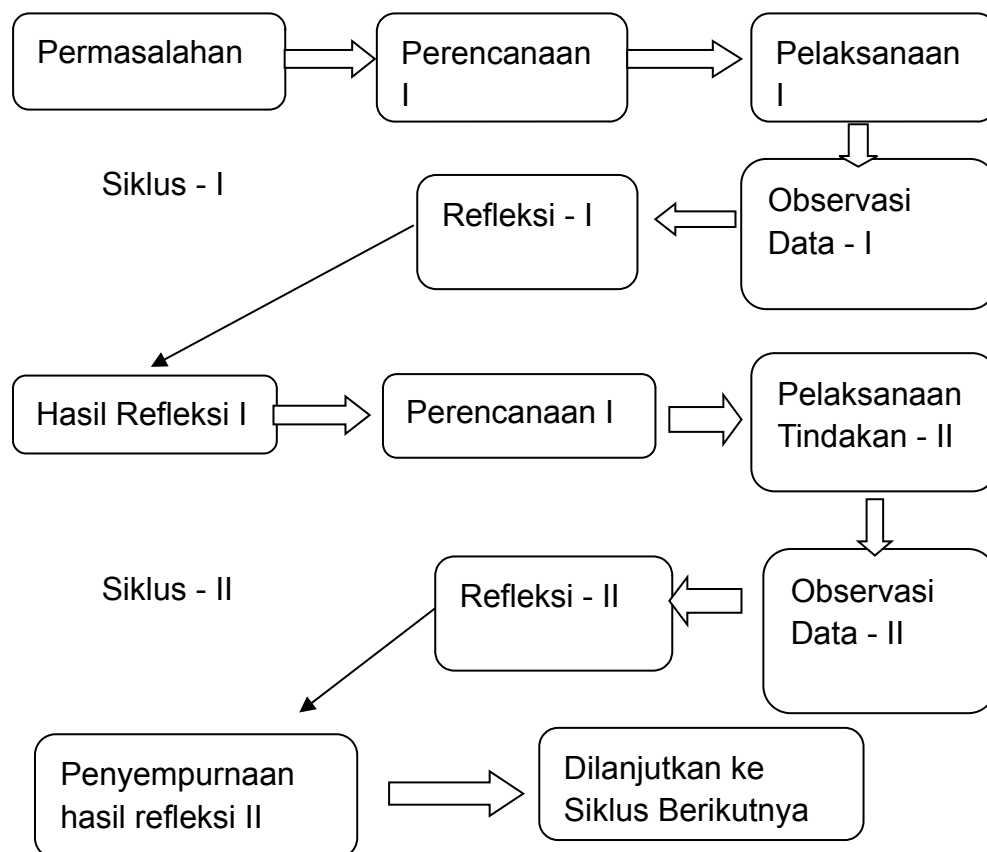 Permasalahan
Perencanaan
I
Pelaksanaan
I
Siklus - I
Refleksi - I
Observasi
Data - I
Hasil Refleksi I
Perencanaan I
Pelaksanaan
Tindakan - II
Siklus - II
Refleksi - II
Observasi
Data - II
Penyempurnaan
hasil refleksi II
Dilanjutkan ke
Siklus Berikutnya